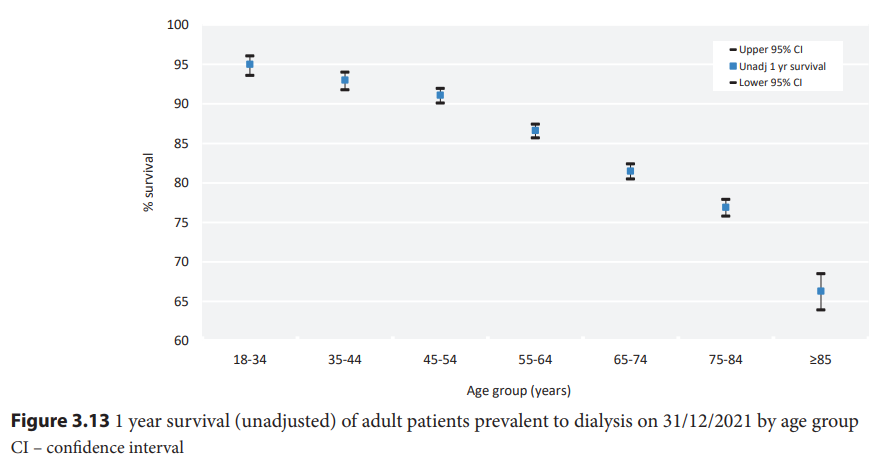 100
95
90
85
80
75
70
65
60
% survival
Upper 95% CI
Unadj 1 yr survival
Lower 95% CI
18-34 35-44 45-54 55-64 65-74 75-84 ≥85
Age group (years)
Figure 3.13 1 year survival (unadjusted) of adult patients prevalent to dialysis on 31/12/2021 by age group
CI – confidence interval